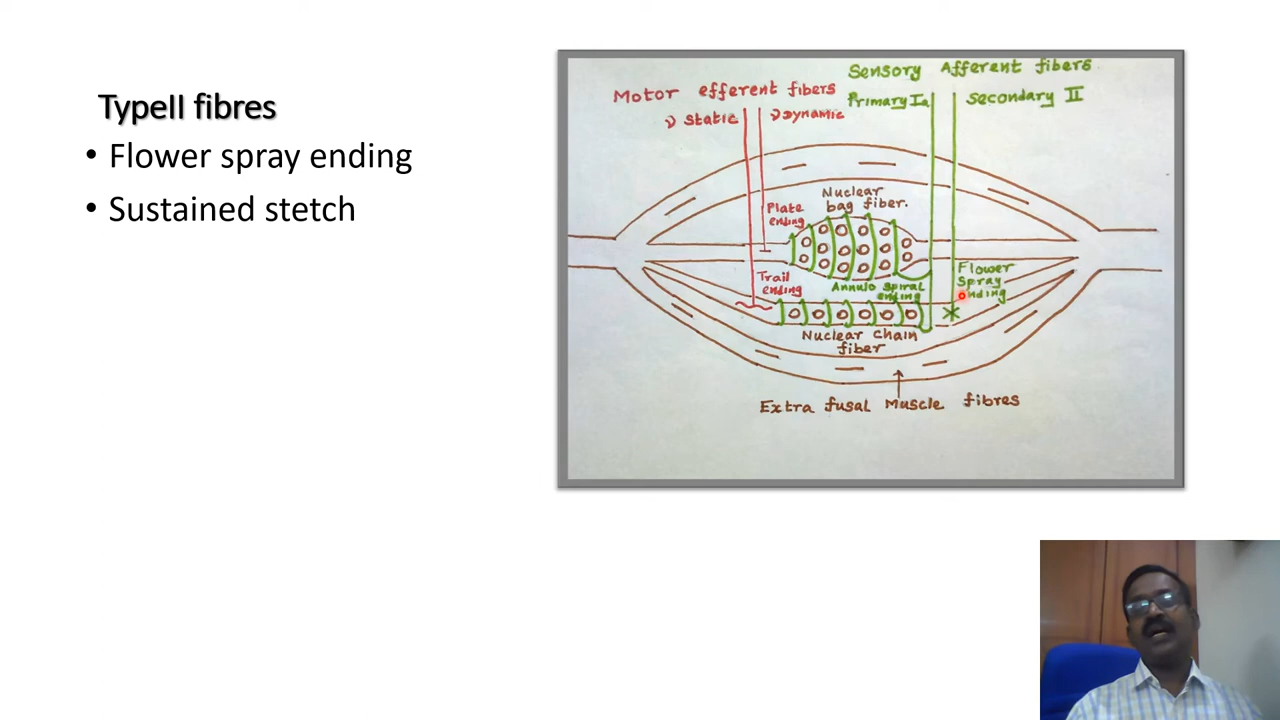 TypeII fibres
• Flower spray ending
• Sustained stetch
Sensory Afferent fibers
Motor efferent fibers
Primary Ia
Secondary II
γ Static
γ Dynamic
Nuclear
bag fiber.
Plate
ending
Flower
Spray
ending
Trail
ending
Annulo spiral
ending
Nuclear Chain
fiber
Extra fusal Muscle fibres